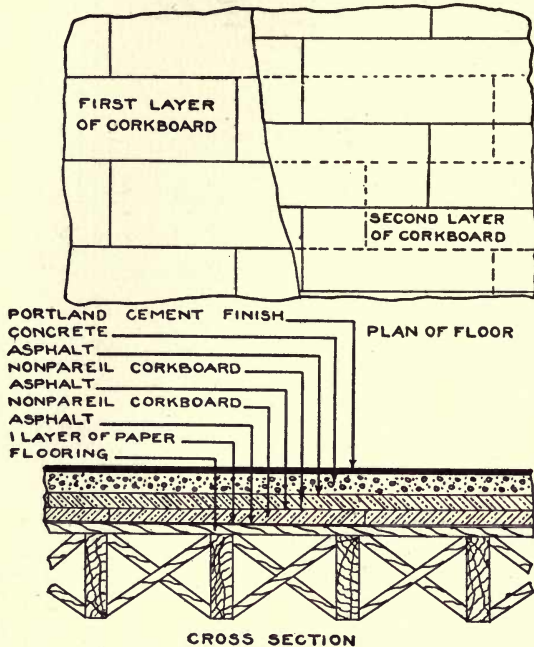 FIRST LAYER
OF CORKBOARD
SECOND LAYER
OF CORKBOARD
PORTLAND CEMENT FINISH
PLAN OF FLOOR
CONCRETE
ASPHALT
NONPAREIL CORKBOARD
ASPHALT
NONPAREIL CORKBOARD
ASPHALT
1 LAYER OF PAPER
FLOORING
CROSS SECTION